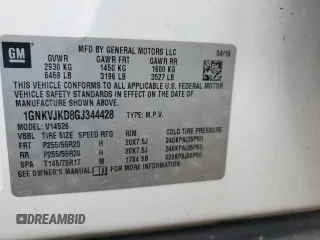 GM
MFD BY GENERAL MOTORS LLC 04/16
GVWR GAWR FRT GAWR RR
2930 KG 1450 KG 1600 KG
6459 LB 3196 LB 3527 LB
THIS VEHICLE CONFORMS TO ALL APPLICABLE U.S. FEDERAL MOTOR
VEHICLE SAFETY AND THEFT PREVENTION STANDARDS IN EFFECT ON
THE DATE OF MANUFACTURE SHOWN ABOVE.
1GNKVJKD8GJ344428 TYPE: M.P.V.
MODEL: V14526
VBBL TIRE SIZE SPEED RTG RIM COLD TIRE PRESSURE
FRT P255/55R20 H 20X7.5J 240KPA(35PSI)
RR P255/55R20 H 20X7.5J 240KPA(35PSI)
SPA T145/70R17 M 17X4.5B 420KPA(60PSI)
SEE OWNER'S MANUAL FOR ADDITIONAL INFORMATION.